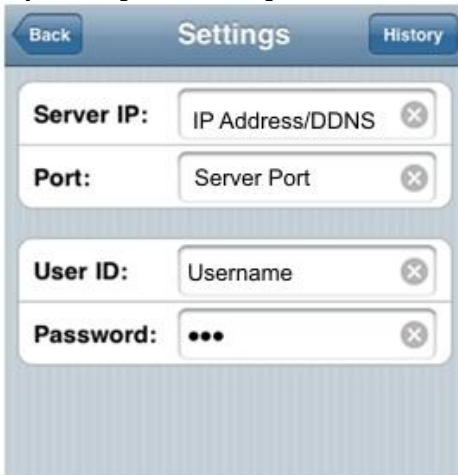 Back Settings History
Server IP: IP Address/DDNS
Port: Server Port
User ID: Username
Password: •••